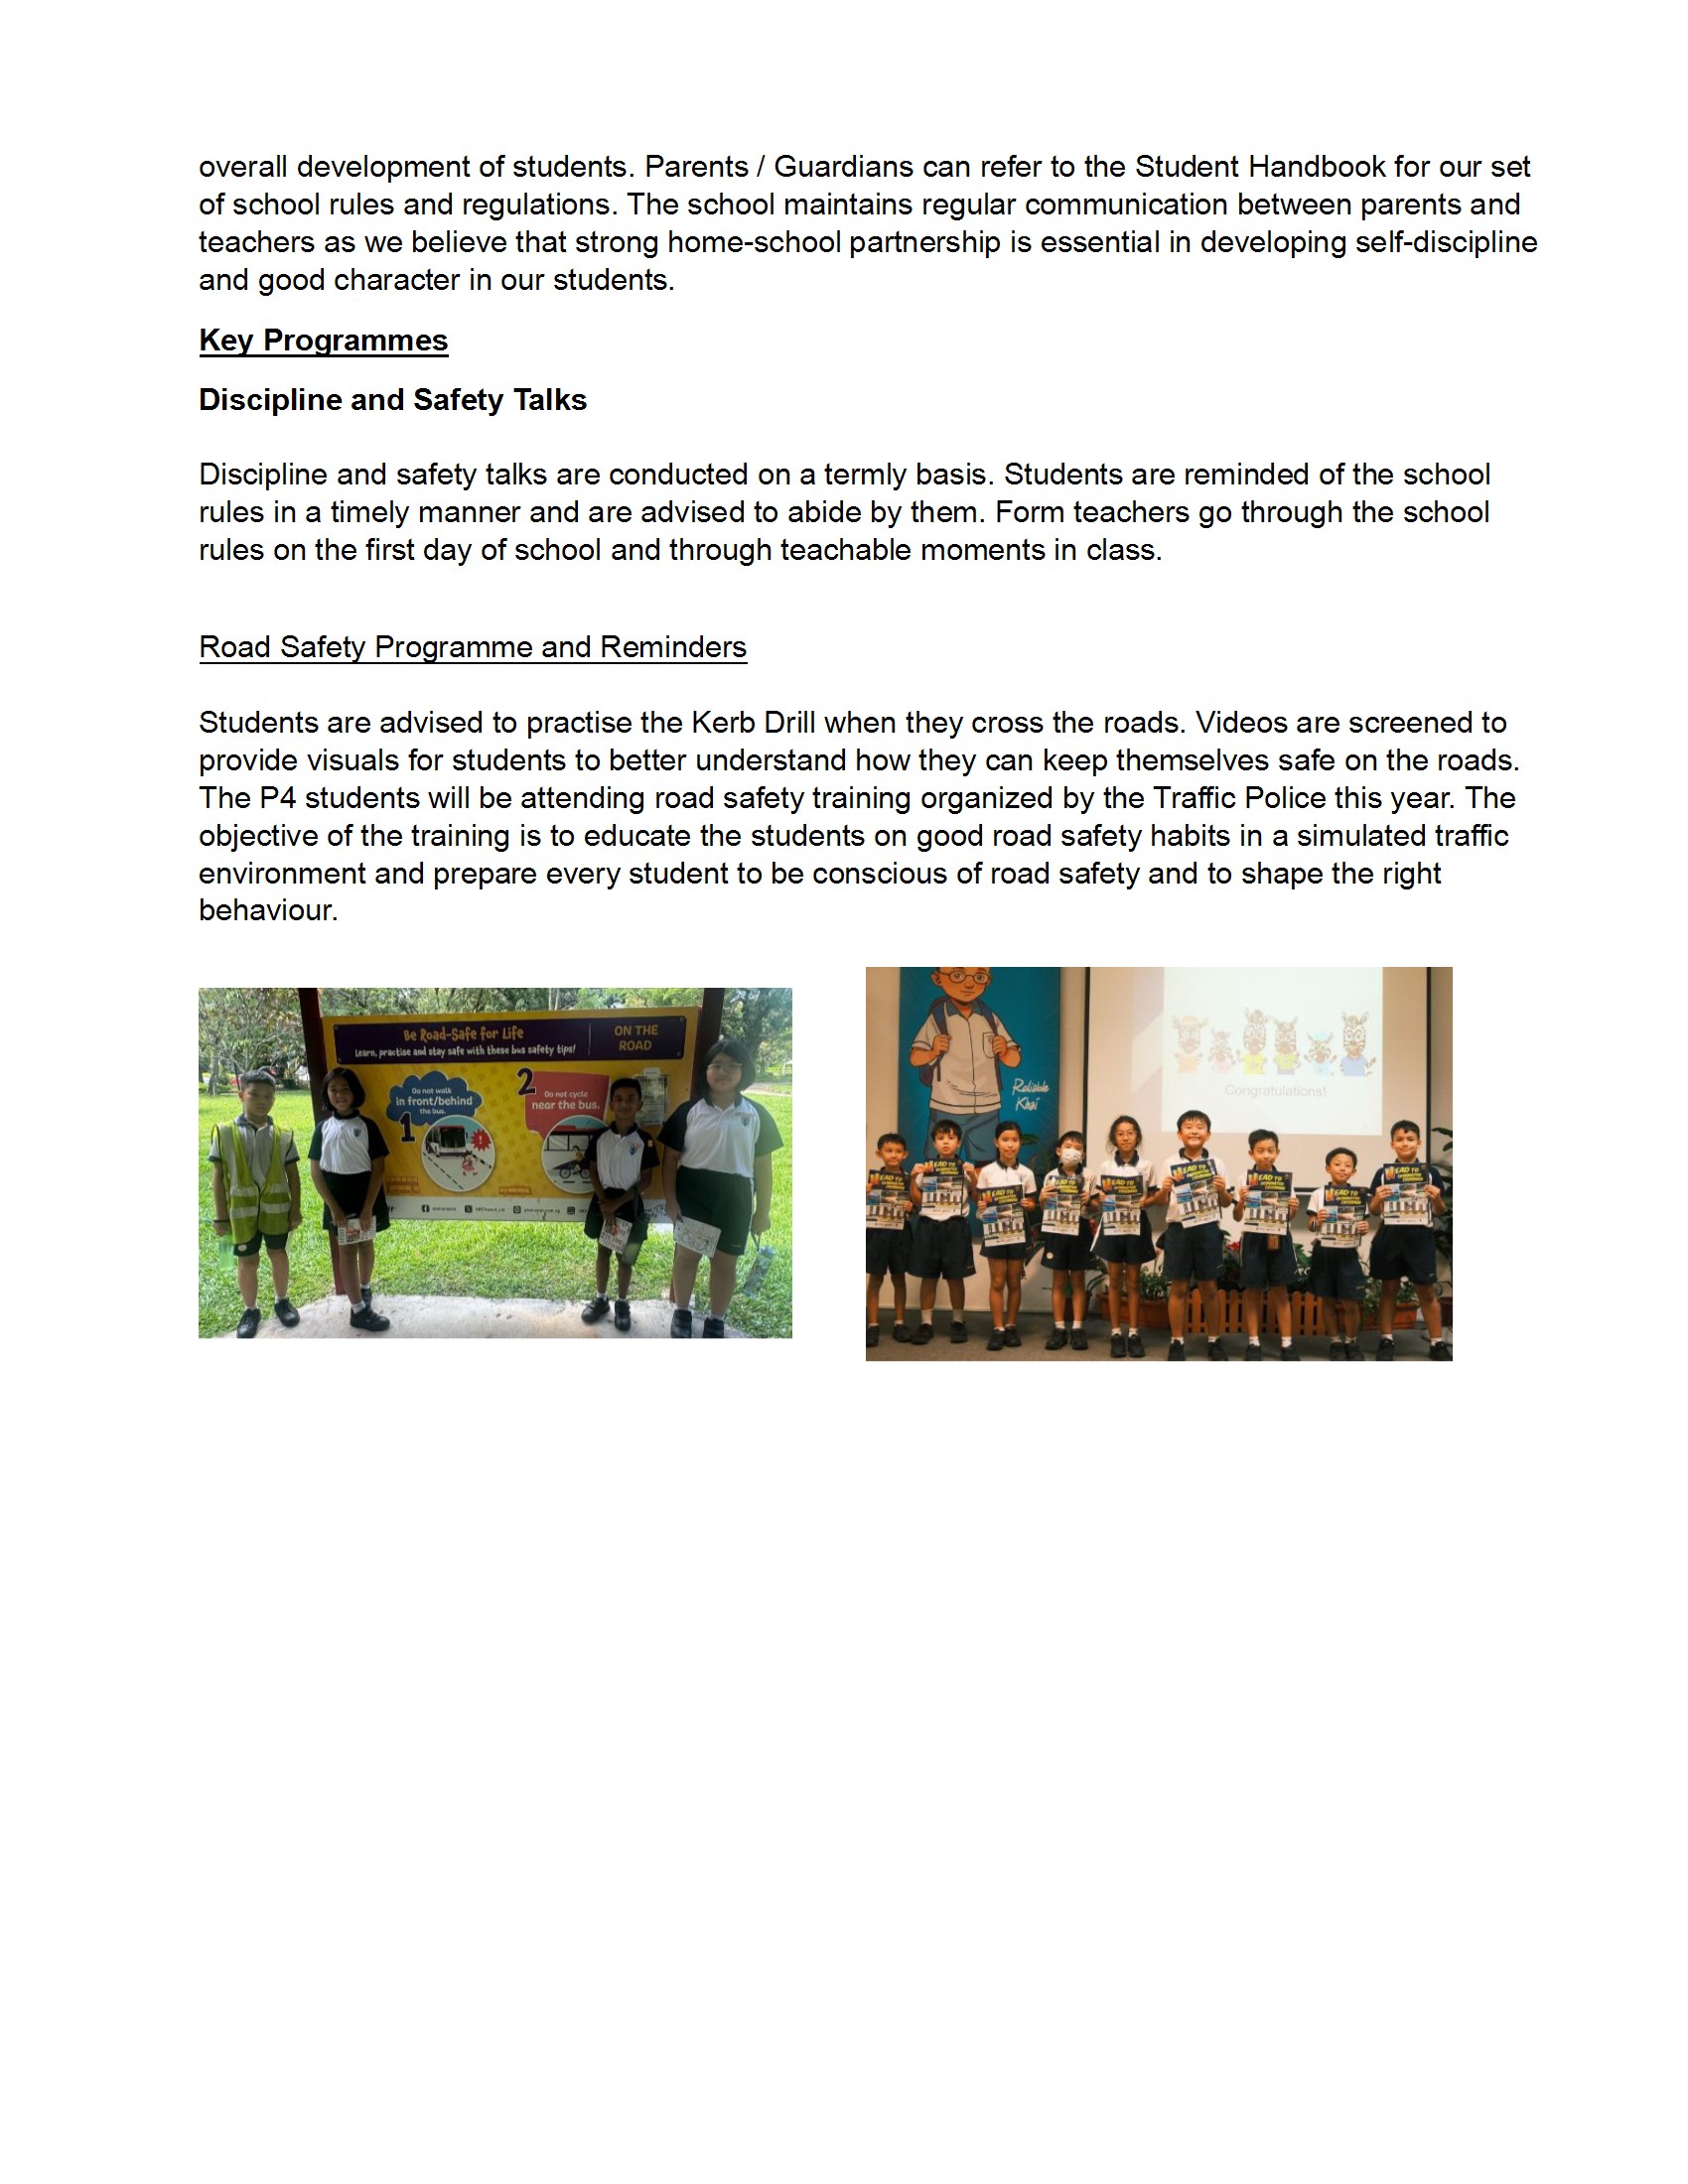 overall development of students. Parents / Guardians can refer to the Student Handbook for our set
of school rules and regulations. The school maintains regular communication between parents and
teachers as we believe that strong home-school partnership is essential in developing self-discipline
and good character in our students.
Key Programmes
Discipline and Safety Talks
Discipline and safety talks are conducted on a termly basis. Students are reminded of the school
rules in a timely manner and are advised to abide by them. Form teachers go through the school
rules on the first day of school and through teachable moments in class.
Road Safety Programme and Reminders
Students are advised to practise the Kerb Drill when they cross the roads. Videos are screened to
provide visuals for students to better understand how they can keep themselves safe on the roads.
The P4 students will be attending road safety training organized by the Traffic Police this year. The
objective of the training is to educate the students on good road safety habits in a simulated traffic
environment and prepare every student to be conscious of road safety and to shape the right
behaviour.
Be Road-Safe for Life
Learn, practise and stay safe with these bus safety tips!
ON THE
ROAD
Do not walk
in front/behind
the bus.
1
2
Do not cycle
near the bus.
Reliable
Khai
Congratulations!